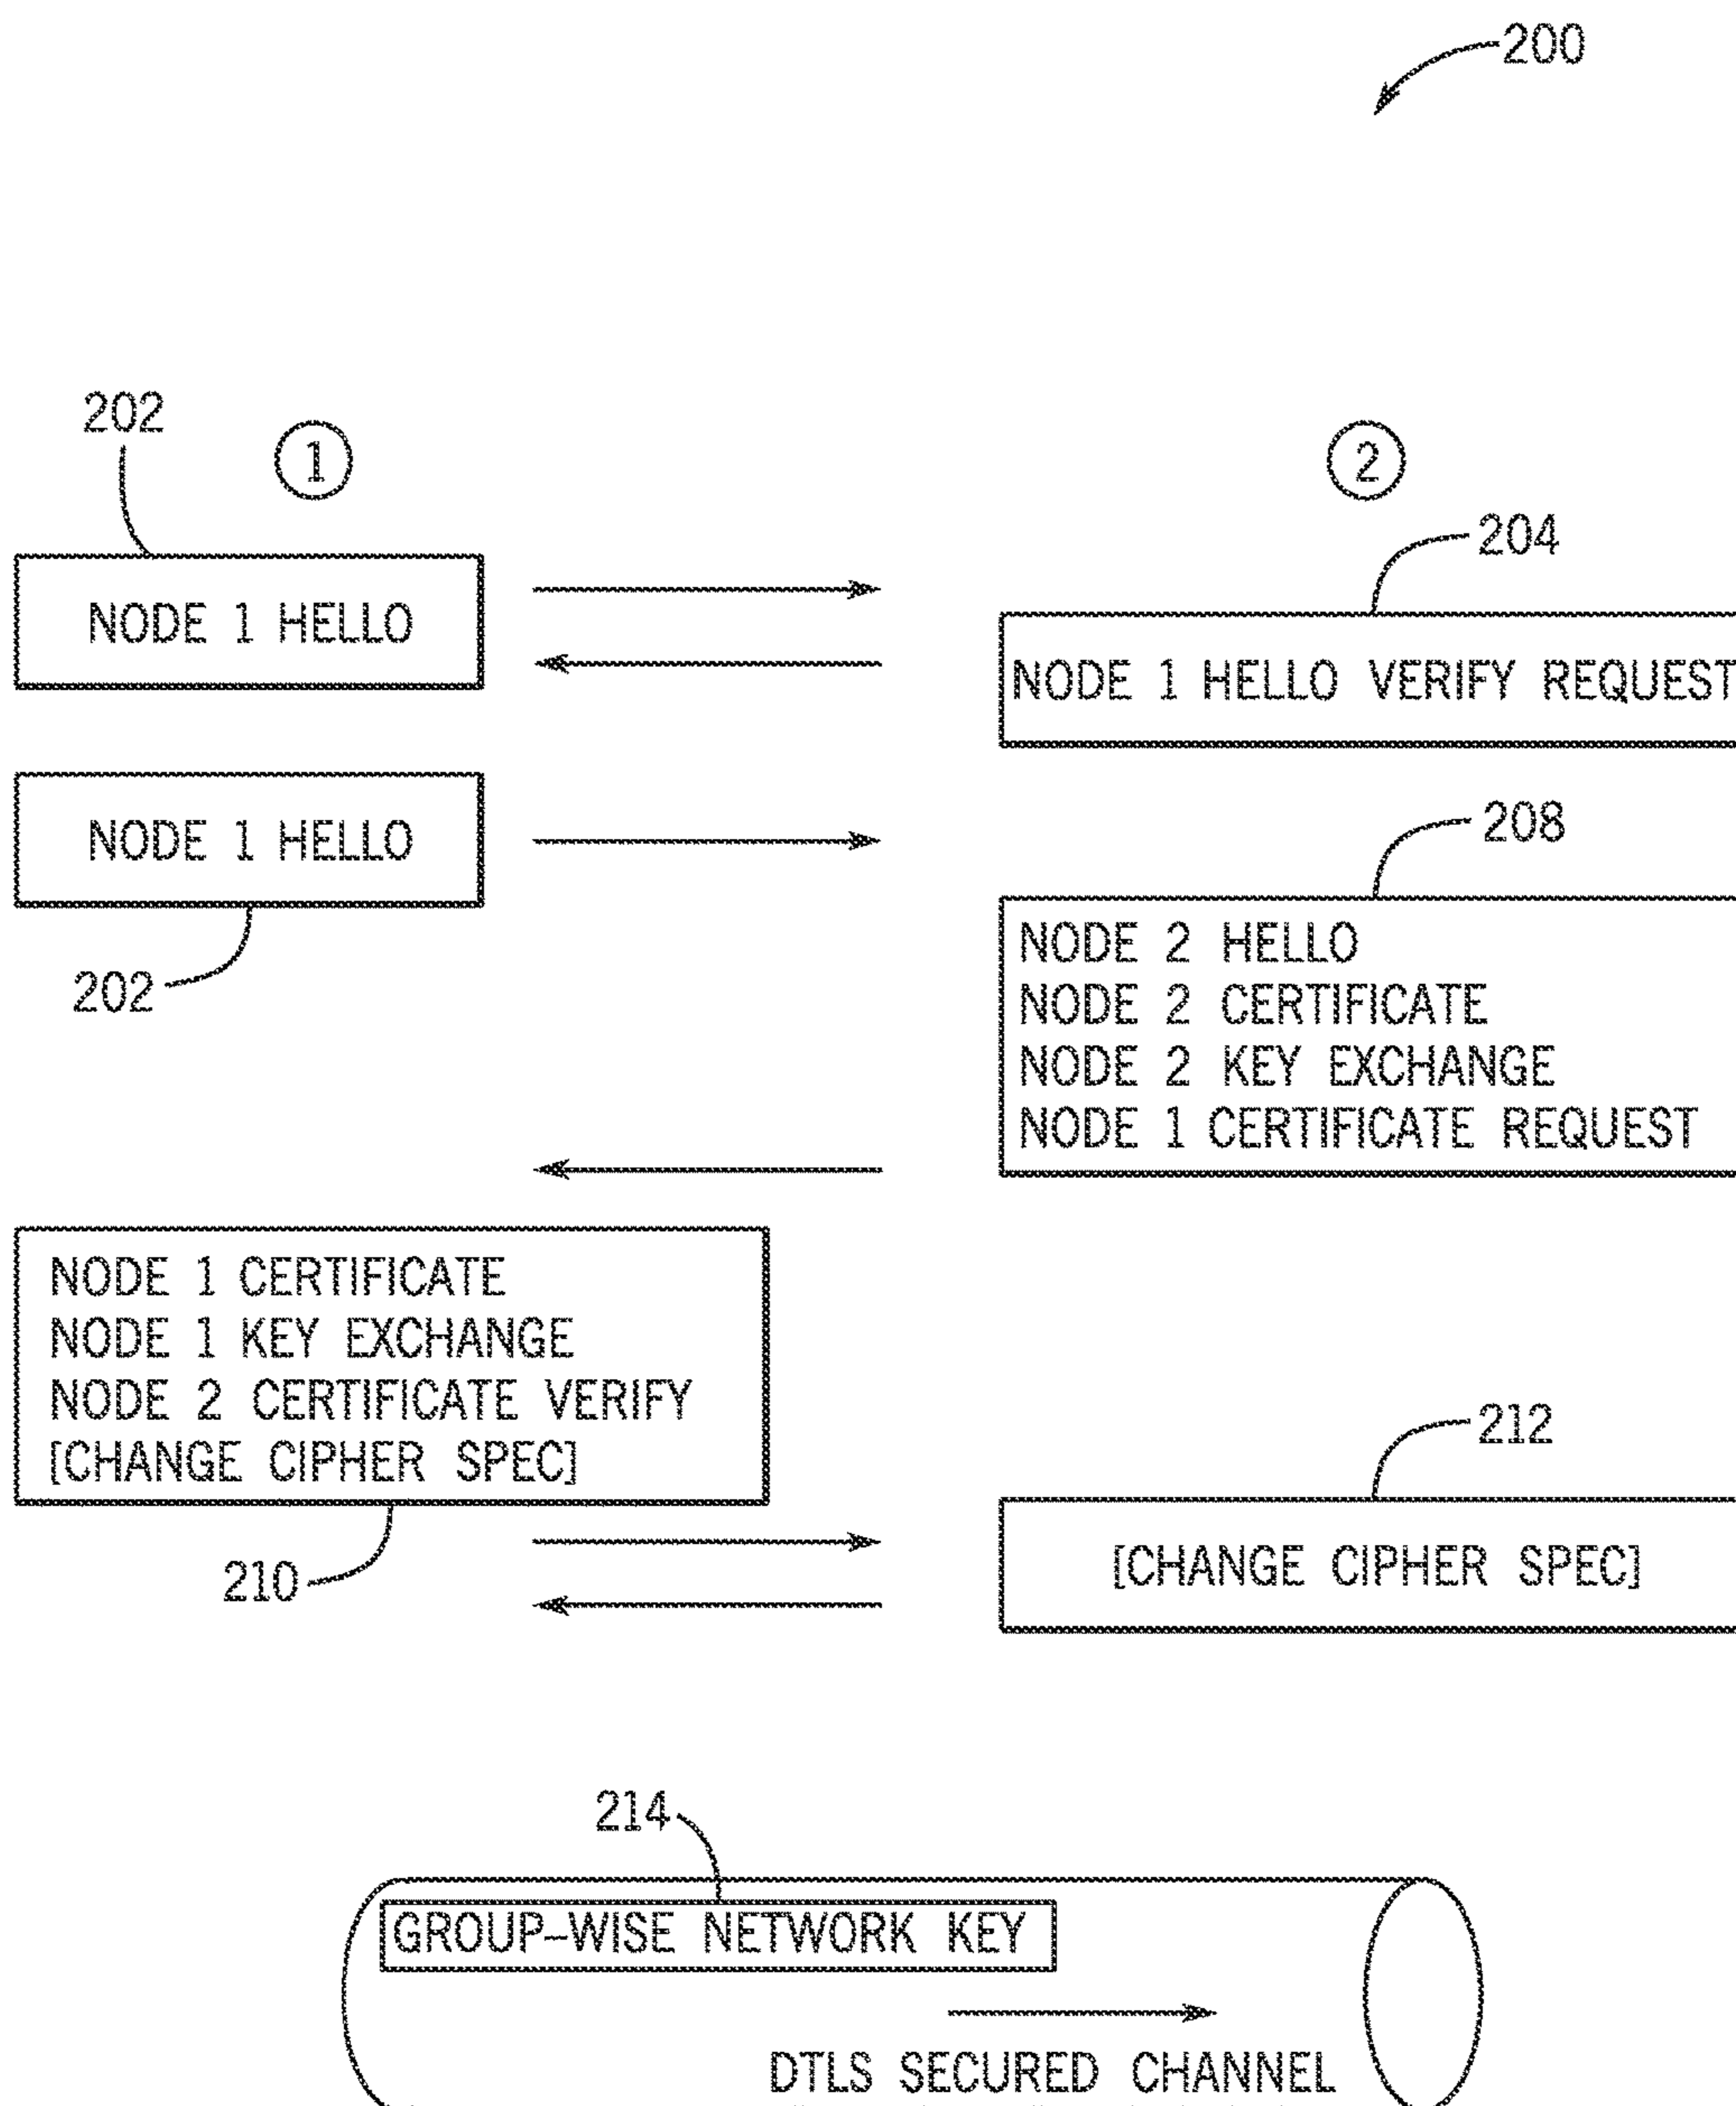 200
202
1
2
204
NODE 1 HELLO
NODE 1 HELLO VERIFY REQUEST
NODE 1 HELLO
208
202
NODE 2 HELLO
NODE 2 CERTIFICATE
NODE 2 KEY EXCHANGE
NODE 1 CERTIFICATE REQUEST
NODE 1 CERTIFICATE
NODE 1 KEY EXCHANGE
NODE 2 CERTIFICATE VERIFY
[CHANGE CIPHER SPEC]
212
210
[CHANGE CIPHER SPEC]
214
GROUP–WISE NETWORK KEY
DTLS SECURED CHANNEL